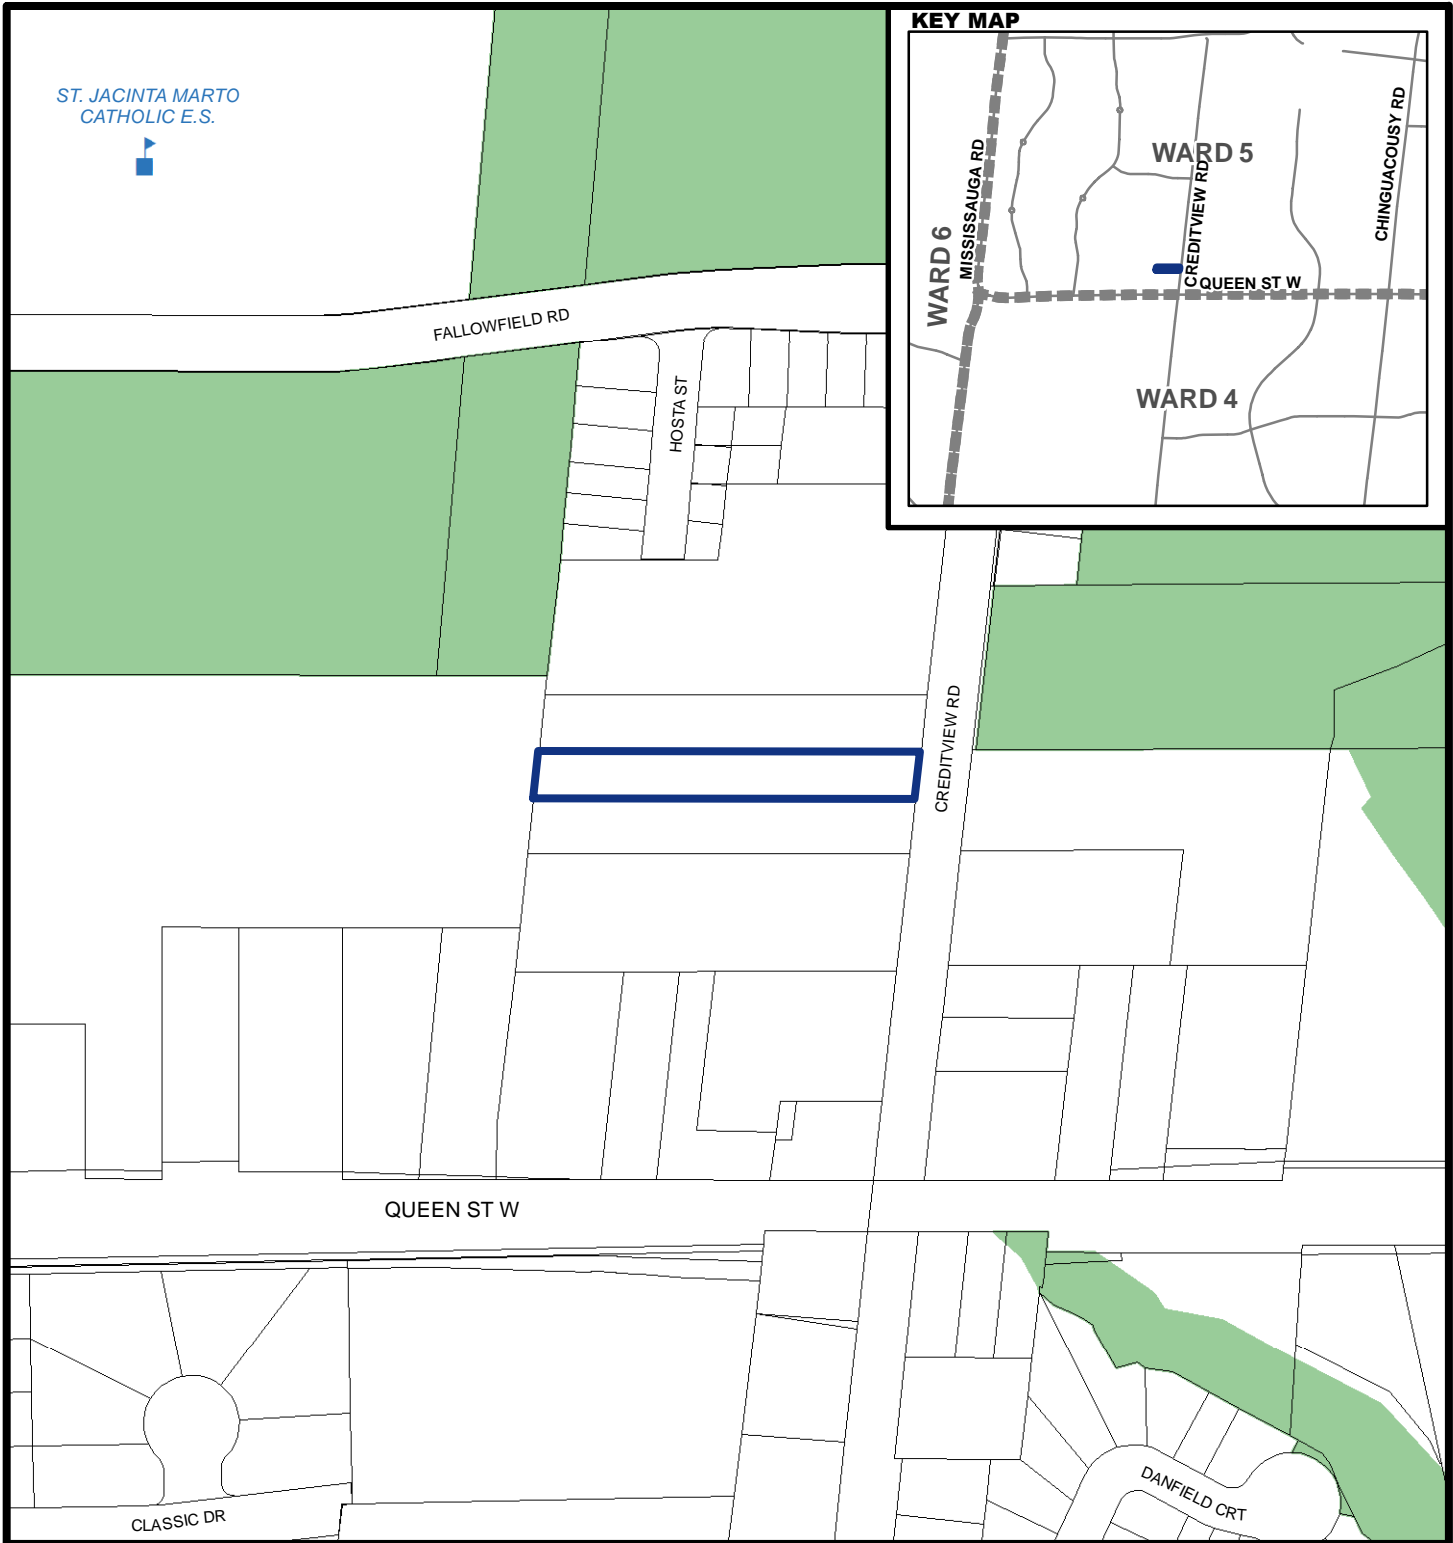 KEY MAP
ST. JACINTA MARTO
CATHOLIC E.S.
WARD 5
MISSISSAUGA RD
CREDITVIEW RD
CHINGUACOUSY RD
WARD 6
QUEEN ST W
WARD 4
FALLOWFIELD RD
HOSTA ST
CREDITVIEW RD
QUEEN ST W
DANFIELD CRT
CLASSIC DR